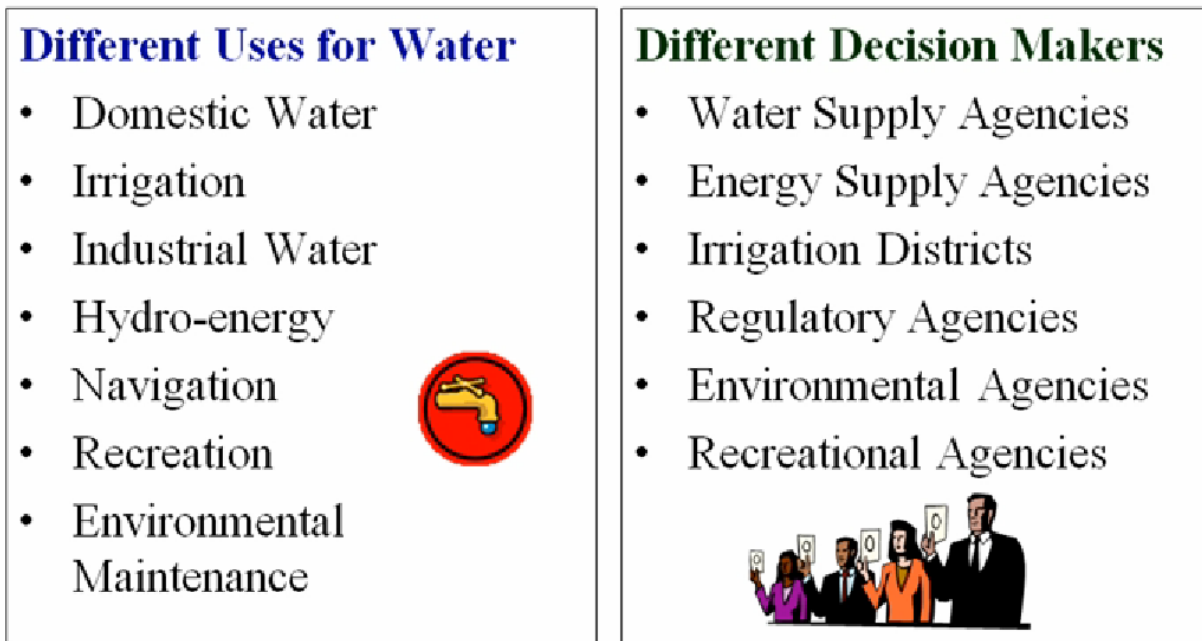 Different Uses for Water
• Domestic Water
• Irrigation
• Industrial Water
• Hydro-energy
• Navigation
• Recreation
• Environmental
Maintenance
Different Decision Makers
• Water Supply Agencies
• Energy Supply Agencies
• Irrigation Districts
• Regulatory Agencies
• Environmental Agencies
• Recreational Agencies